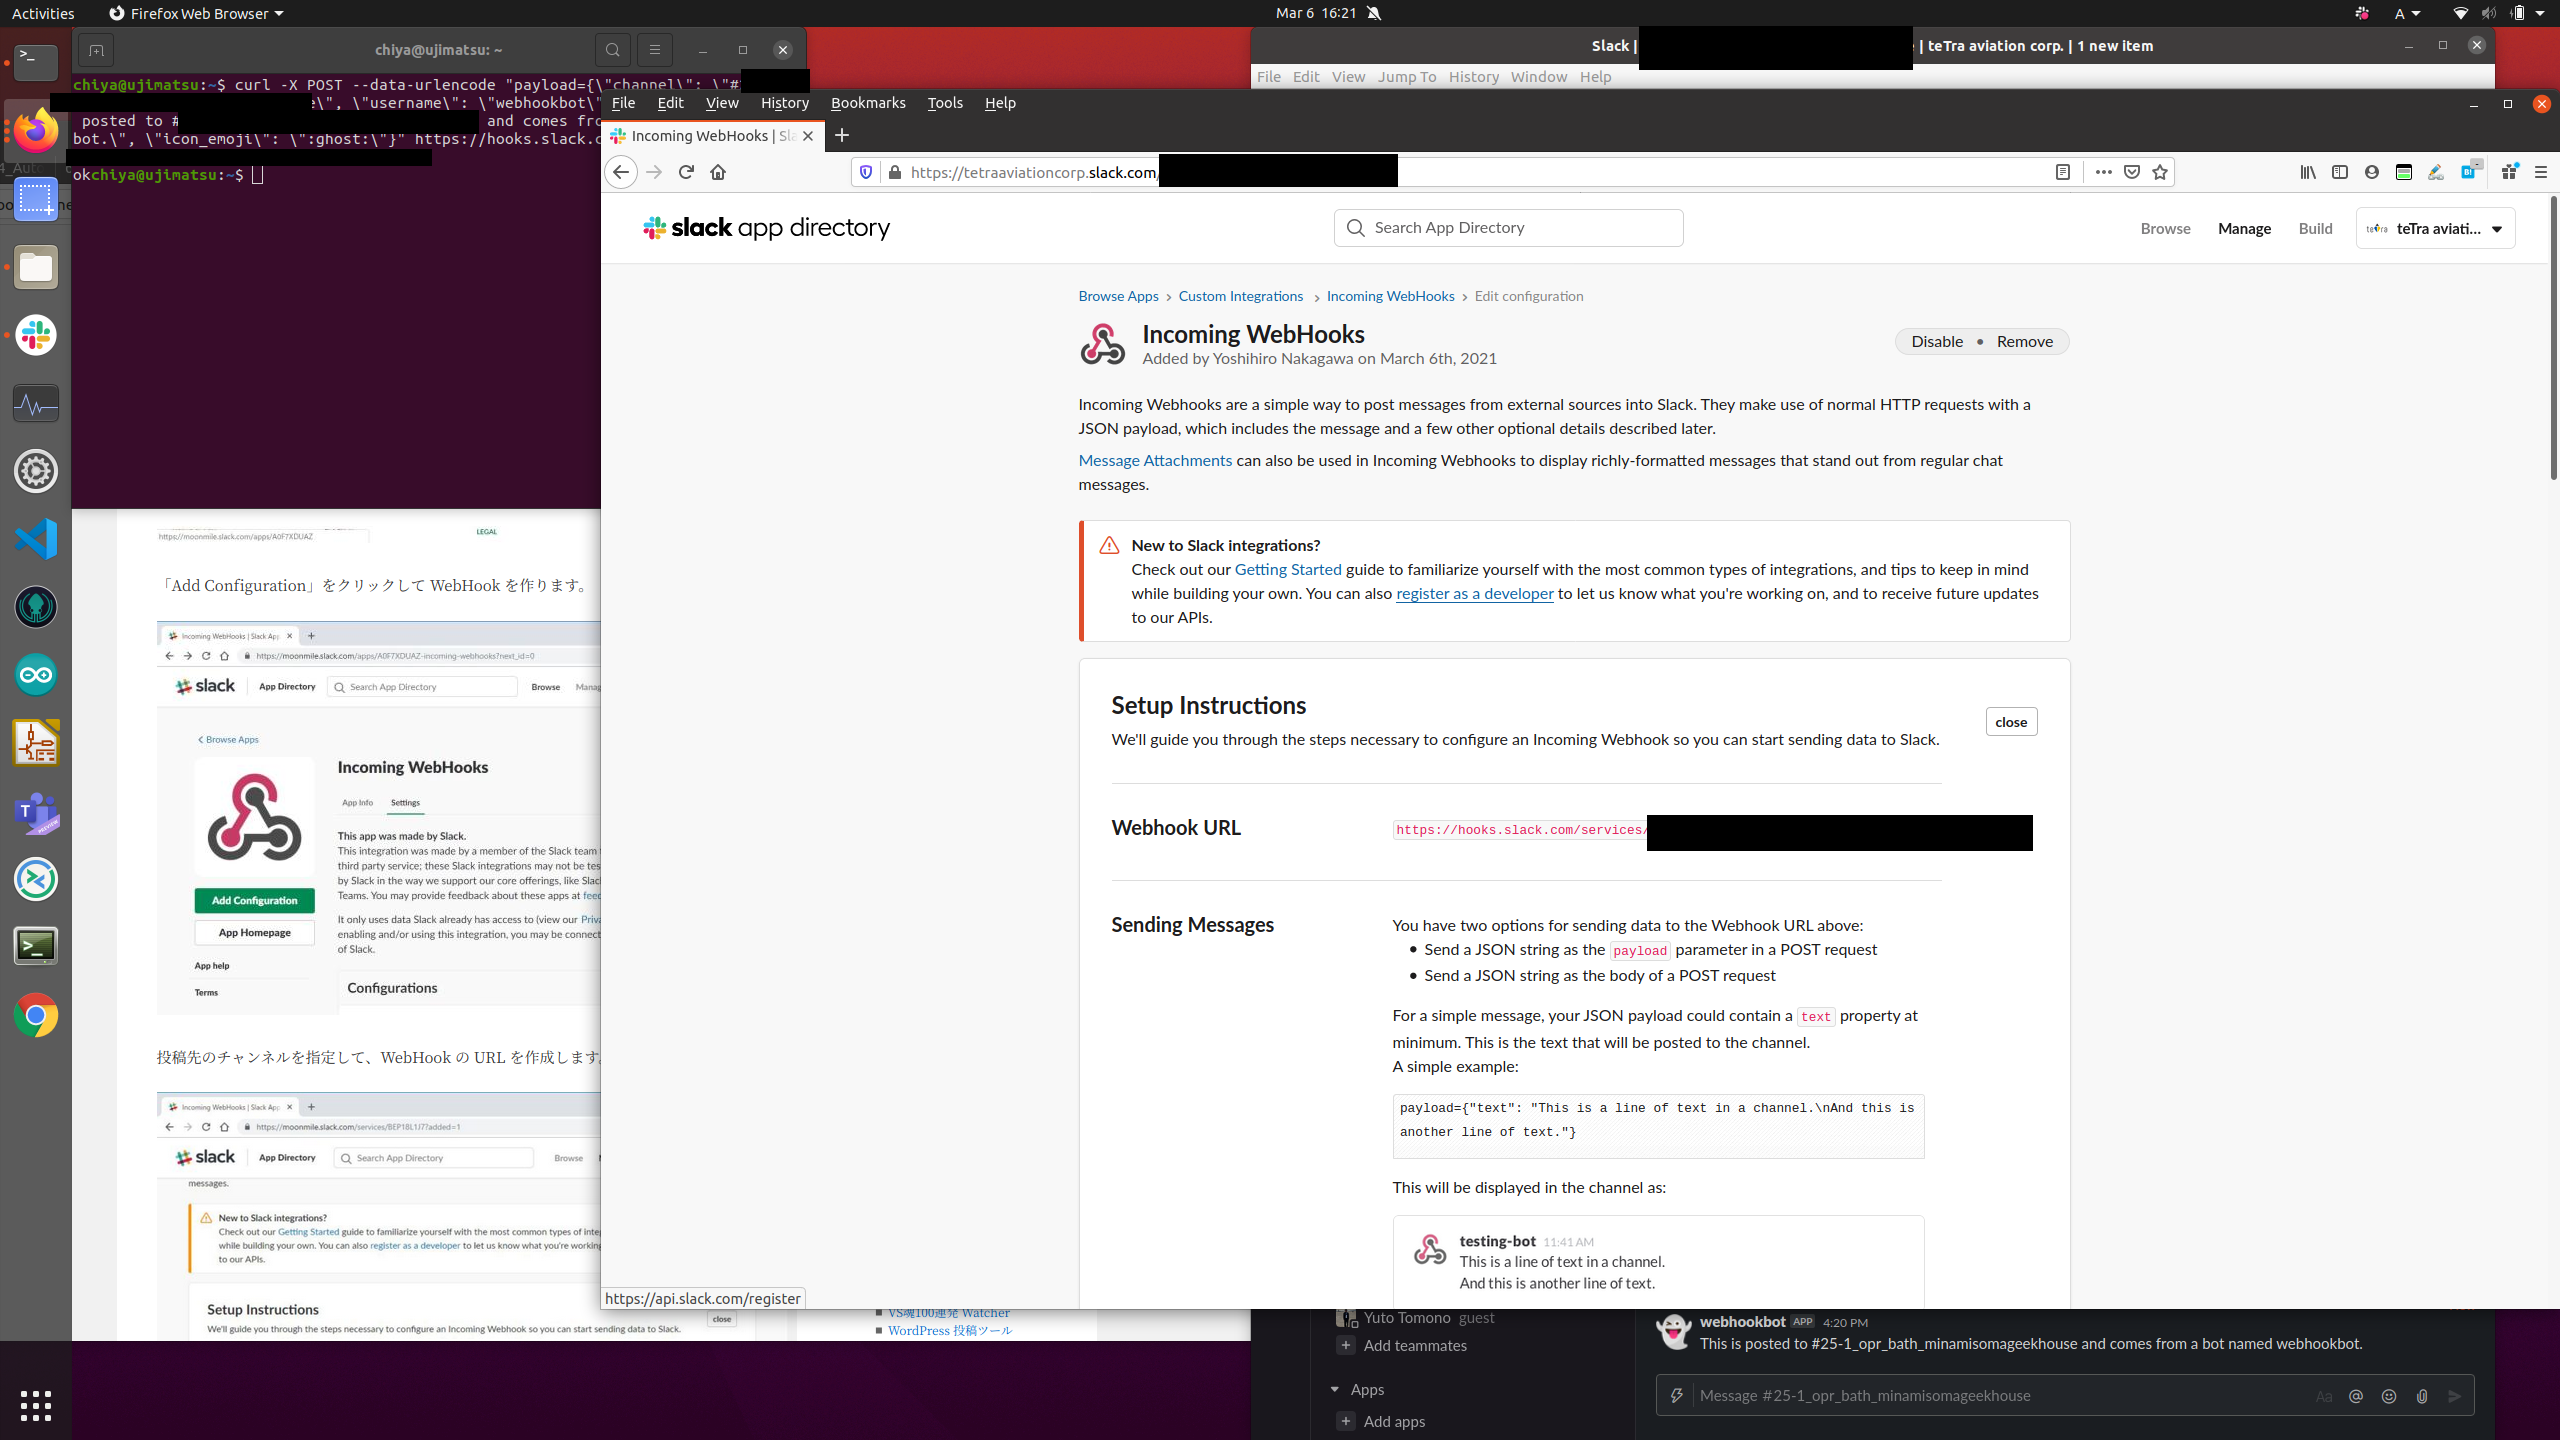 Activities
Firefox Web Browser
Mar 6 16:21
A
chiya@ujimatsu: ~
chiya@ujimatsu:~$ curl -X POST --data-urlencode "payload={\"channel\": \"#
e\", \"username\": \"webhookbot\"
posted to #
and comes fro
bot.\", \"icon_emoji\": \":ghost:\"}" https://hooks.slack.c
okchiya@ujimatsu:~$
Slack |
| teTra aviation corp. | 1 new item
File Edit View Jump To History Window Help
File Edit View History Bookmarks Tools Help
Incoming WebHooks | Sla
https://tetraaviationcorp.slack.com/
slack app directory
Search App Directory
Browse
Manage
Build
teTra aviati...
Browse Apps
Custom Integrations
Incoming WebHooks
Edit configuration
Incoming WebHooks
Added by Yoshihiro Nakagawa on March 6th, 2021
Disable • Remove
Incoming Webhooks are a simple way to post messages from external sources into Slack. They make use of normal HTTP requests with a
JSON payload, which includes the message and a few other optional details described later.
Message Attachments can also be used in Incoming Webhooks to display richly-formatted messages that stand out from regular chat
messages.
New to Slack integrations?
Check out our Getting Started guide to familiarize yourself with the most common types of integrations, and tips to keep in mind
while building your own. You can also register as a developer to let us know what you're working on, and to receive future updates
to our APIs.
Setup Instructions
close
We'll guide you through the steps necessary to configure an Incoming Webhook so you can start sending data to Slack.
Webhook URL
https://hooks.slack.com/services/
Sending Messages
You have two options for sending data to the Webhook URL above:
• Send a JSON string as the payload parameter in a POST request
• Send a JSON string as the body of a POST request
For a simple message, your JSON payload could contain a text property at
minimum. This is the text that will be posted to the channel.
A simple example:
payload={"text": "This is a line of text in a channel.\nAnd this is
another line of text."}
This will be displayed in the channel as:
testing-bot 11:41 AM
This is a line of text in a channel.
And this is another line of text.
https://api.slack.com/register
https://moonmile.slack.com/apps/A0F7XDUAZ
LEGAL
「Add Configuration」をクリックして WebHook を作ります。
Incoming WebHooks | Slack App
https://moonmile.slack.com/apps/A0F7XDUAZ-incoming-webhooks?next_id=0
slack
App Directory
Search App Directory
Browse
Manag
Browse Apps
Incoming WebHooks
App Info
Settings
This app was made by Slack.
This integration was made by a member of the Slack team
third party service; these Slack integrations may not be tes
by Slack in the way we support our core offerings, like Slac
Teams. You may provide feedback about these apps at feed
Add Configuration
It only uses data Slack already has access to (view our Priva
App Homepage
enabling and/or using this integration, you may be connect
of Slack.
App help
Configurations
Terms
投稿先のチャンネルを指定して、WebHook の URL を作成します。
Incoming WebHooks | Slack App
https://moonmile.slack.com/services/BEP18L1J7?added=1
slack
App Directory
Search App Directory
Browse
messages.
New to Slack integrations?
Check out our Getting Started guide to familiarize yourself with the most common types of integ
while building your own. You can also register as a developer to let us know what you're working
to our APIs.
Setup Instructions
close
We'll guide you through the steps necessary to configure an Incoming Webhook so you can start sending data to Slack.
VS魂100連発 Watcher
WordPress 投稿ツール
Yuto Tomono guest
Add teammates
Apps
Add apps
webhookbot APP 4:20 PM
This is posted to #25-1_opr_bath_minamisomageekhouse and comes from a bot named webhookbot.
Message #25-1_opr_bath_minamisomageekhouse
Aa